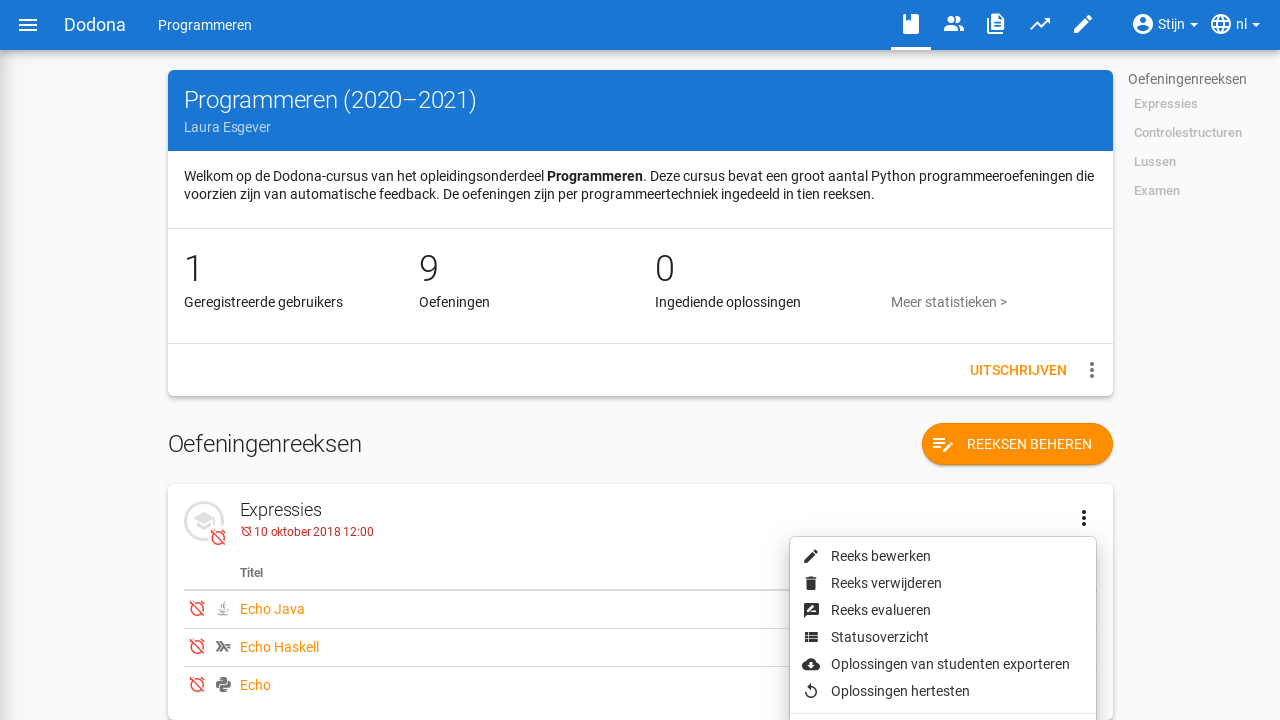 Dodona
Programmeren
Stijn
nl
Programmeren (2020–2021)
Laura Esgever
Welkom op de Dodona-cursus van het opleidingsonderdeel Programmeren. Deze cursus bevat een groot aantal Python programmeeroefeningen die
voorzien zijn van automatische feedback. De oefeningen zijn per programmeertechniek ingedeeld in tien reeksen.
1
Geregistreerde gebruikers
9
Oefeningen
0
Ingediende oplossingen
Meer statistieken >
UITSCHRIJVEN
Oefeningenreeksen
Expressies
Controlestructuren
Lussen
Examen
Oefeningenreeksen
REEKSEN BEHEREN
Expressies
10 oktober 2018 12:00
Titel
Echo Java
Echo Haskell
Echo
Reeks bewerken
Reeks verwijderen
Reeks evalueren
Statusoverzicht
Oplossingen van studenten exporteren
Oplossingen hertesten